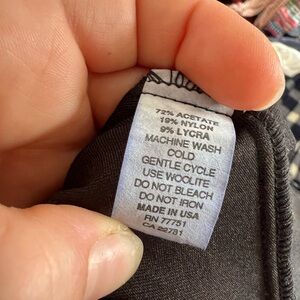 72% ACETATE
19% NYLON
9% LYCRA
MACHINE WASH
COLD
GENTLE CYCLE
USE WOOLITE
DO NOT BLEACH
DO NOT IRON
MADE IN USA
RN 77751
CA 22781